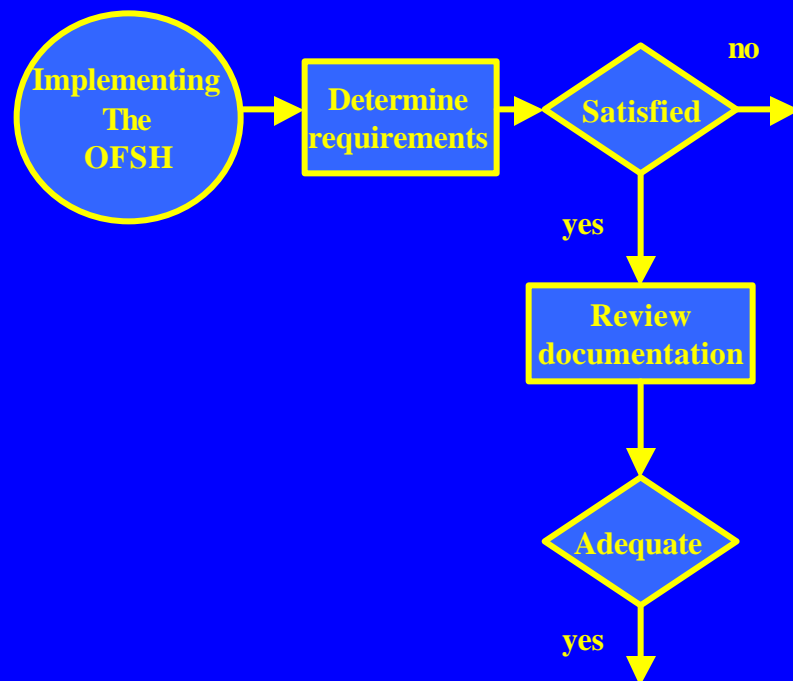 Implementing
The
OFSH
Determine
requirements
Satisfied
no
yes
Review
documentation
Adequate
yes